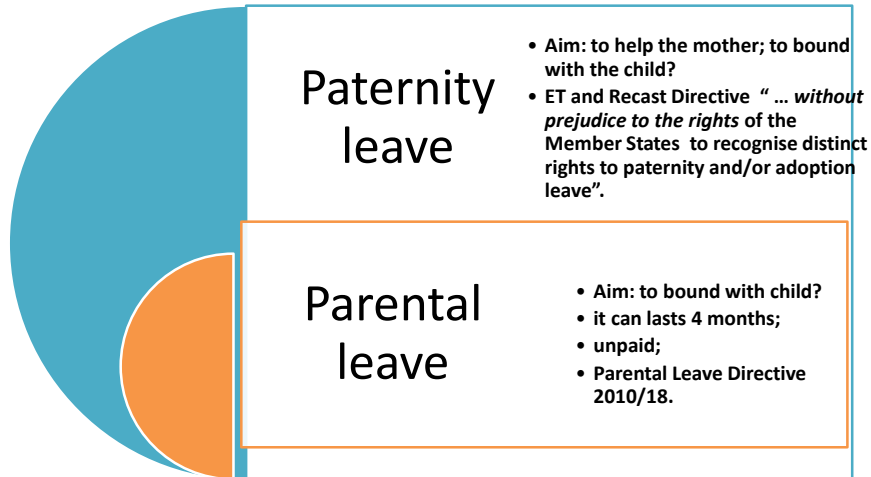 Paternity
leave
• Aim: to help the mother; to bound
with the child?
• ET and Recast Directive “ … without
prejudice to the rights of the
Member States to recognise distinct
rights to paternity and/or adoption
leave”.
Parental
leave
• Aim: to bound with child?
• it can lasts 4 months;
• unpaid;
• Parental Leave Directive
2010/18.